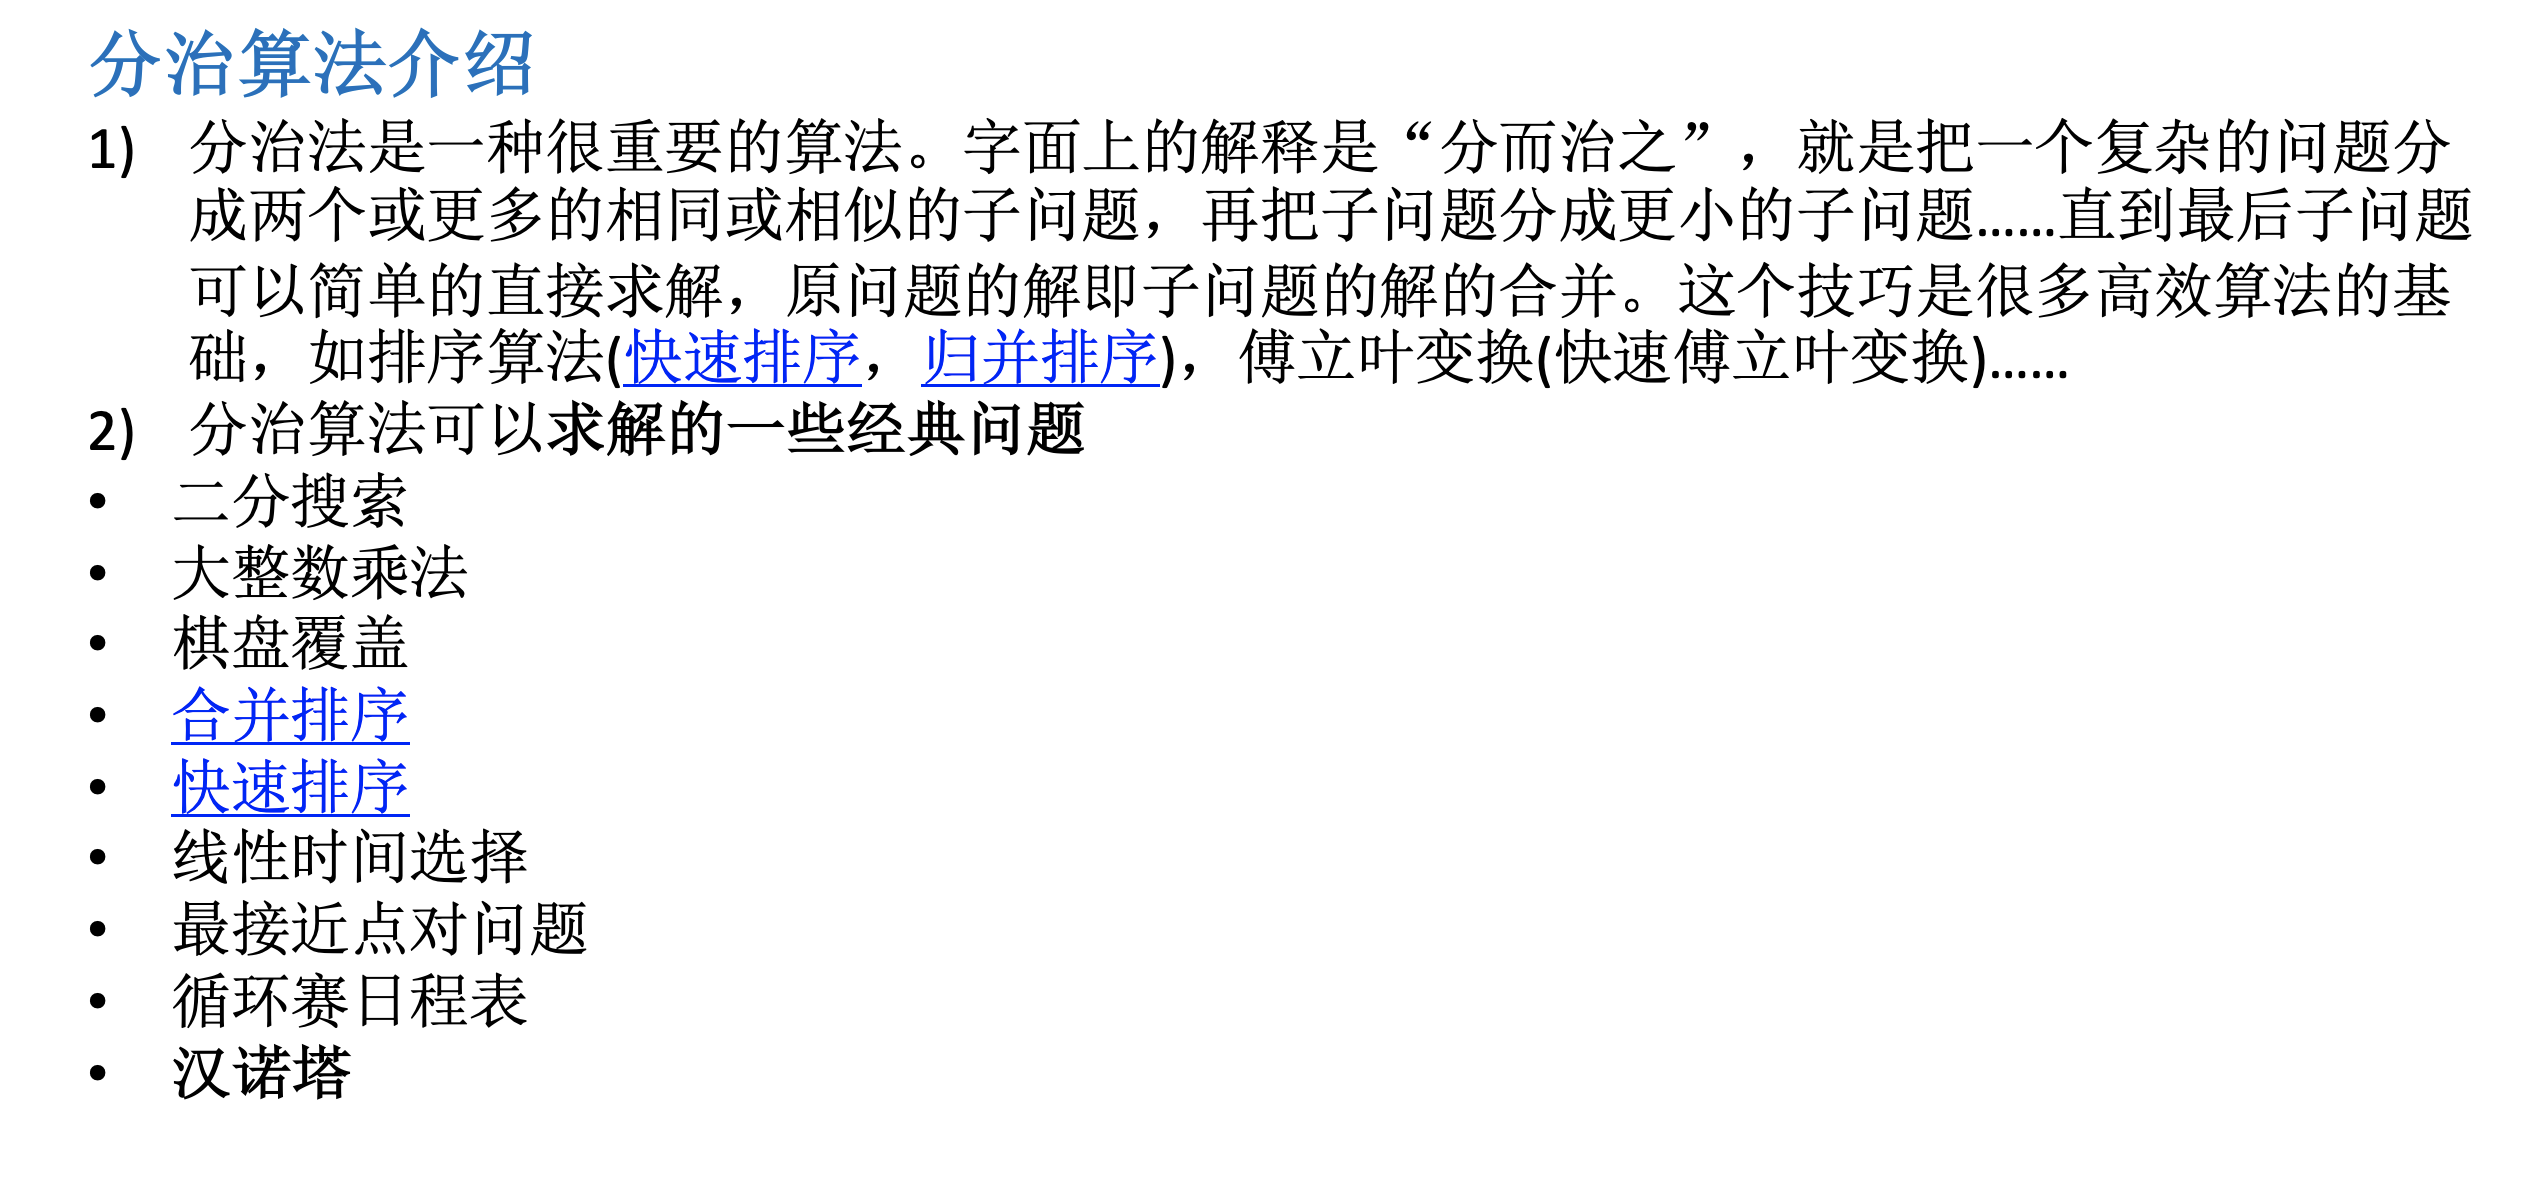 分治算法介绍
1) 分治法是一种很重要的算法。字面上的解释是“分而治之”，就是把一个复杂的问题分
成两个或更多的相同或相似的子问题，再把子问题分成更小的子问题……直到最后子问题
可以简单的直接求解，原问题的解即子问题的解的合并。这个技巧是很多高效算法的基
础，如排序算法(快速排序，归并排序)，傅立叶变换(快速傅立叶变换)……
2) 分治算法可以求解的一些经典问题
• 二分搜索
• 大整数乘法
• 棋盘覆盖
• 合并排序
• 快速排序
• 线性时间选择
• 最接近点对问题
• 循环赛日程表
• 汉诺塔